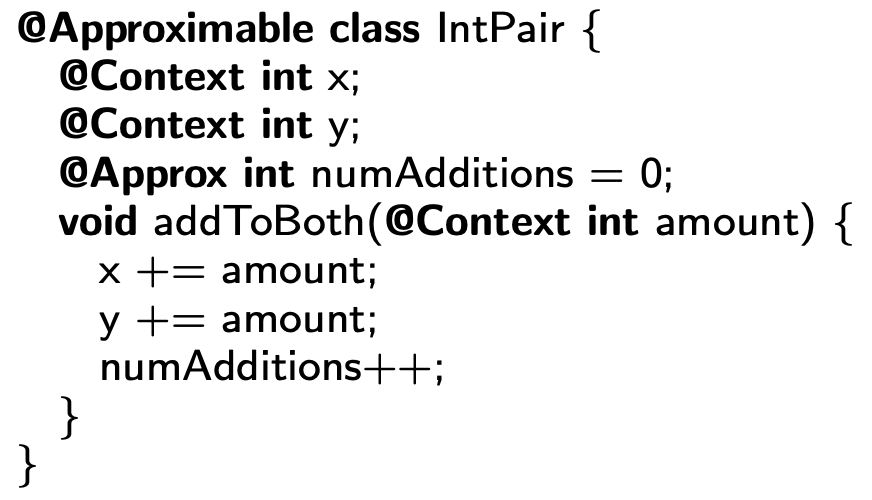 @Approximable class IntPair {
@Context int x;
@Context int y;
@Approx int numAdditions = 0;
void addToBoth(@Context int amount) {
x += amount;
y += amount;
numAdditions++;
}
}